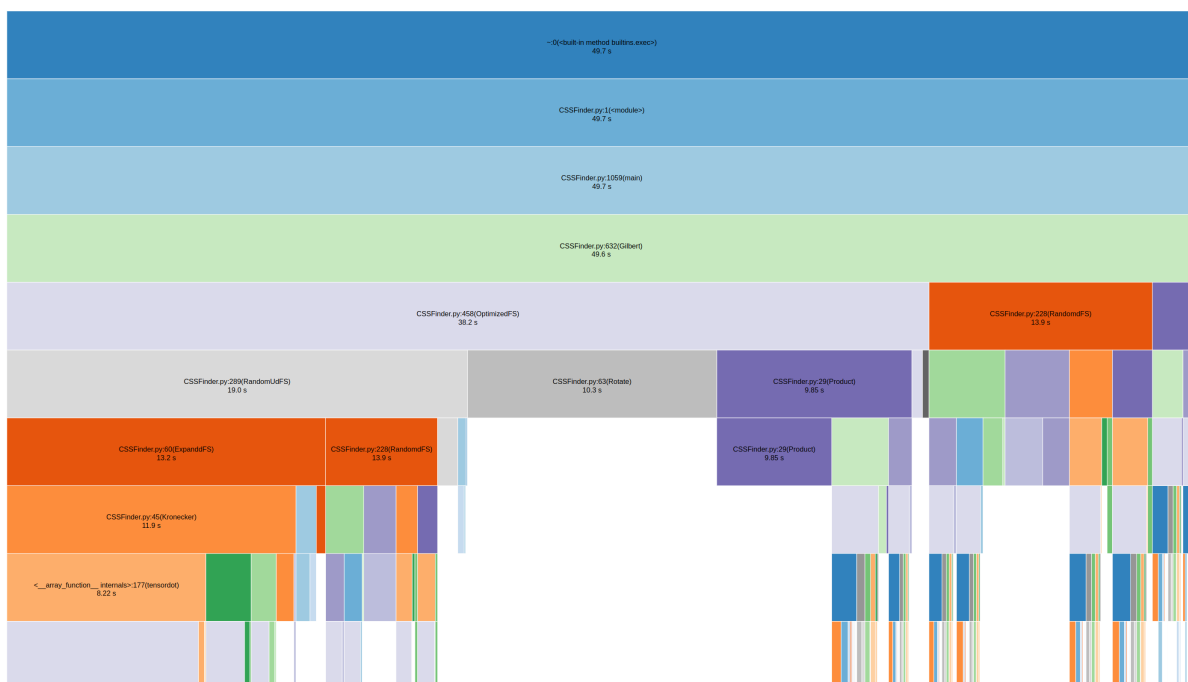 ~:0(<built-in method builtins.exec>)
49.7 s
CSSFinder.py:1(<module>)
49.7 s
CSSFinder.py:1059(main)
49.7 s
CSSFinder.py:632(Gilbert)
49.6 s
CSSFinder.py:458(OptimizedFS)
38.2 s
CSSFinder.py:228(RandomdFS)
13.9 s
CSSFinder.py:289(RandomUdFS)
19.0 s
CSSFinder.py:63(Rotate)
10.3 s
CSSFinder.py:29(Product)
9.85 s
CSSFinder.py:60(ExpanddFS)
13.2 s
CSSFinder.py:228(RandomdFS)
13.9 s
CSSFinder.py:29(Product)
9.85 s
CSSFinder.py:45(Kronecker)
11.9 s
<__array_function__ internals>:177(tensordot)
8.22 s